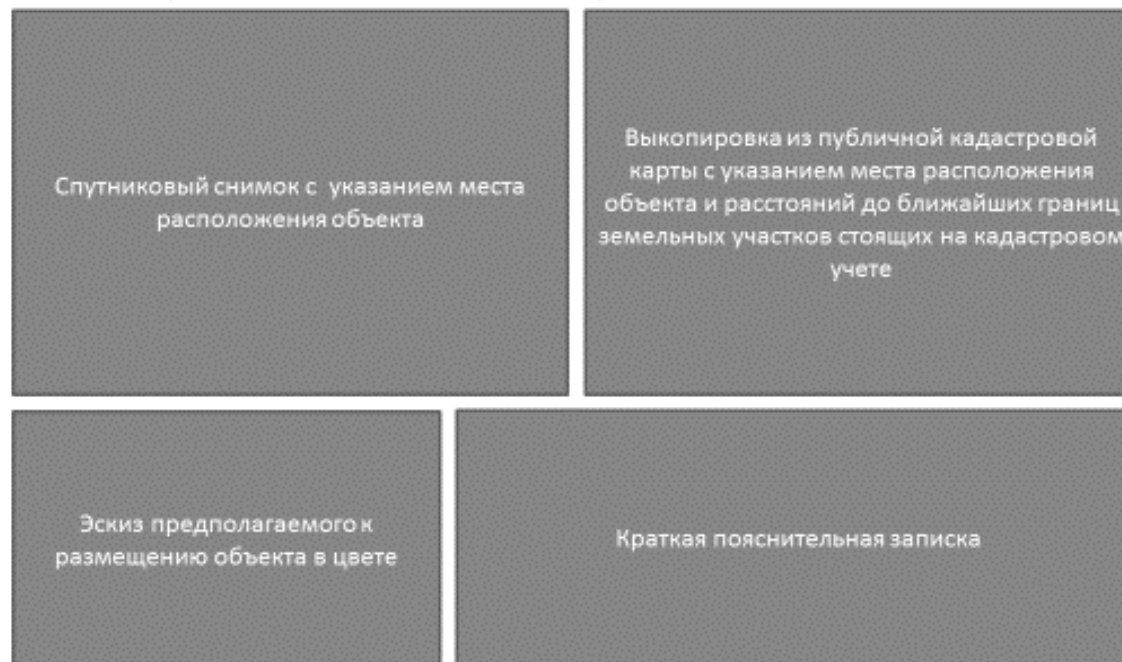 Спутниковый снимок с указанием места
расположения объекта
Выкопировка из публичной кадастровой
карты с указанием места расположения
объекта и расстояний до ближайших границ
земельных участков стоящих на кадастровом
учете
Эскиз предполагаемого к
размещению объекта в цвете
Краткая пояснительная записка